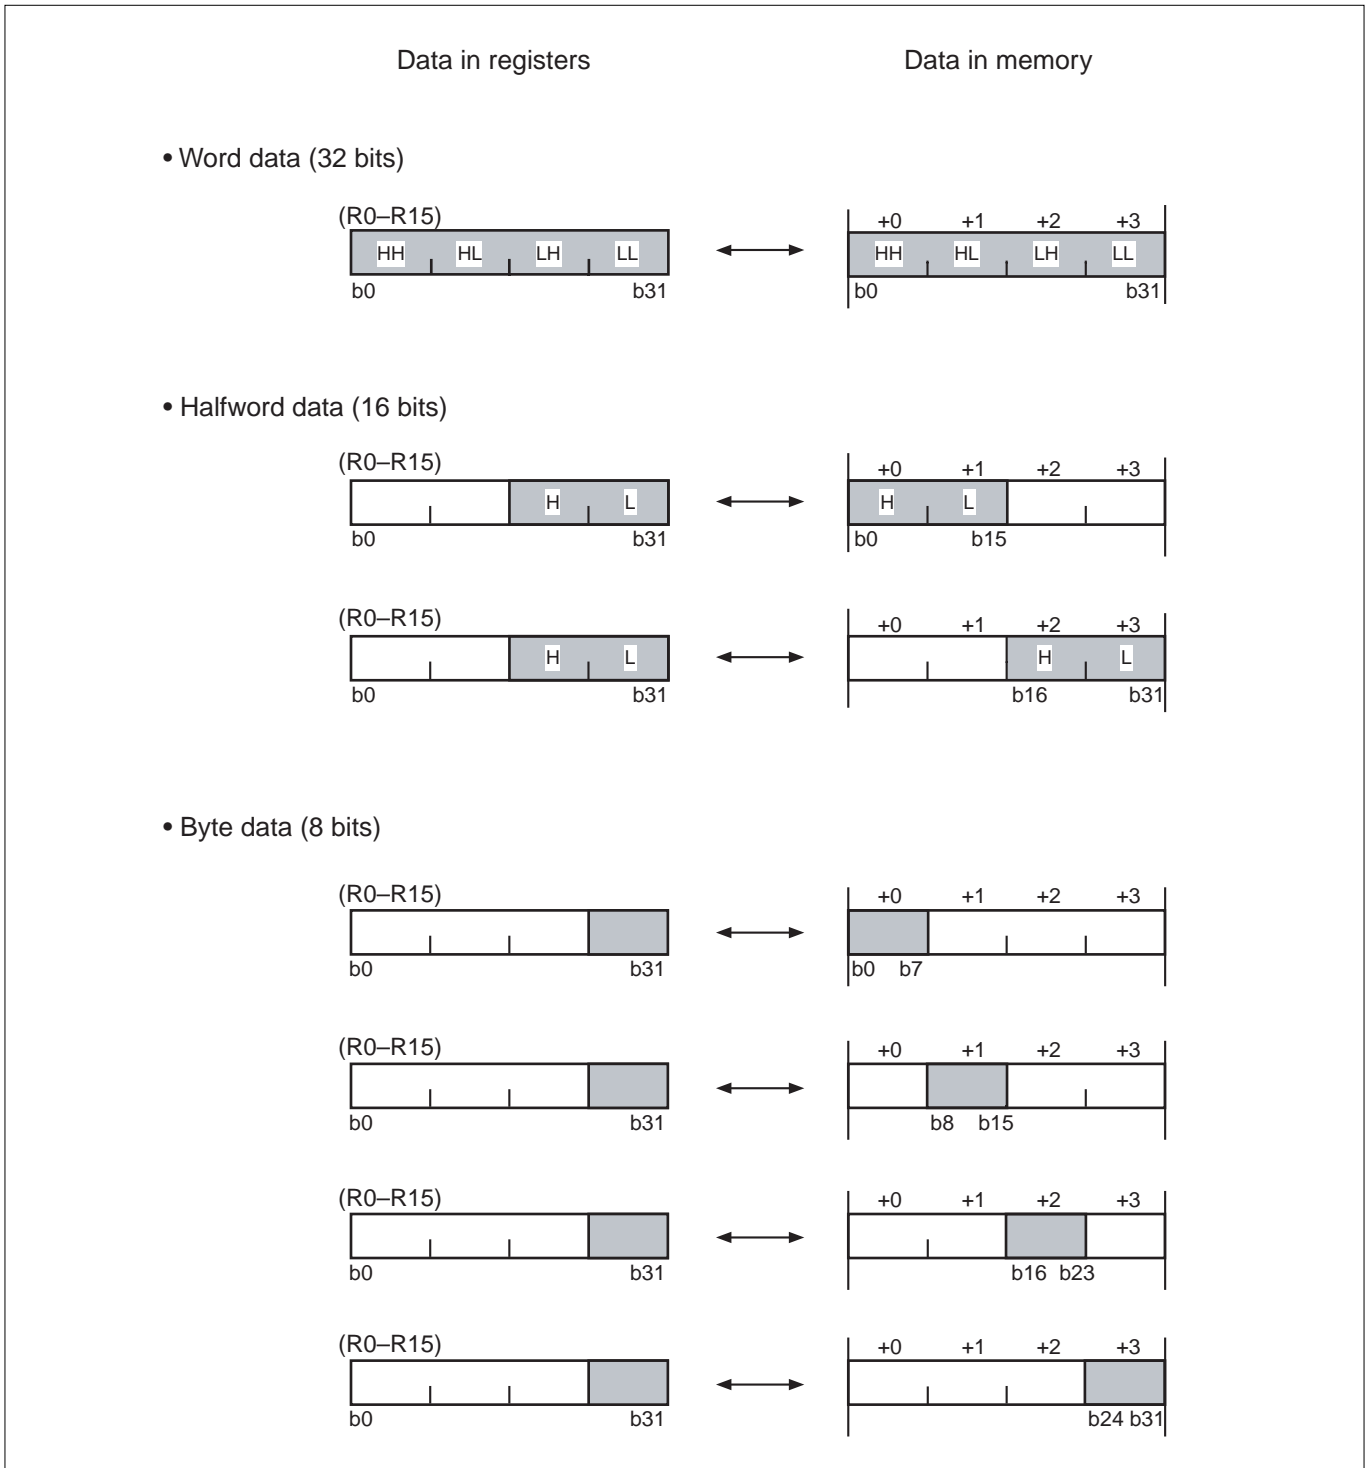 Data in registers Data in memory
• Word data (32 bits)
(R0–R15) +0 +1 +2 +3
HH HL LH LL HH HL LH LL
b0 b31 b0 b31
• Halfword data (16 bits)
(R0–R15) +0 +1 +2 +3
H L H L
b0 b31 b0 b15
(R0–R15) +0 +1 +2 +3
H L H L
b0 b31 b16 b31
• Byte data (8 bits)
(R0–R15) +0 +1 +2 +3
b0 b31 b0 b7
(R0–R15) +0 +1 +2 +3
b0 b31 b8 b15
(R0–R15) +0 +1 +2 +3
b0 b31 b16 b23
(R0–R15) +0 +1 +2 +3
b0 b31 b24 b31